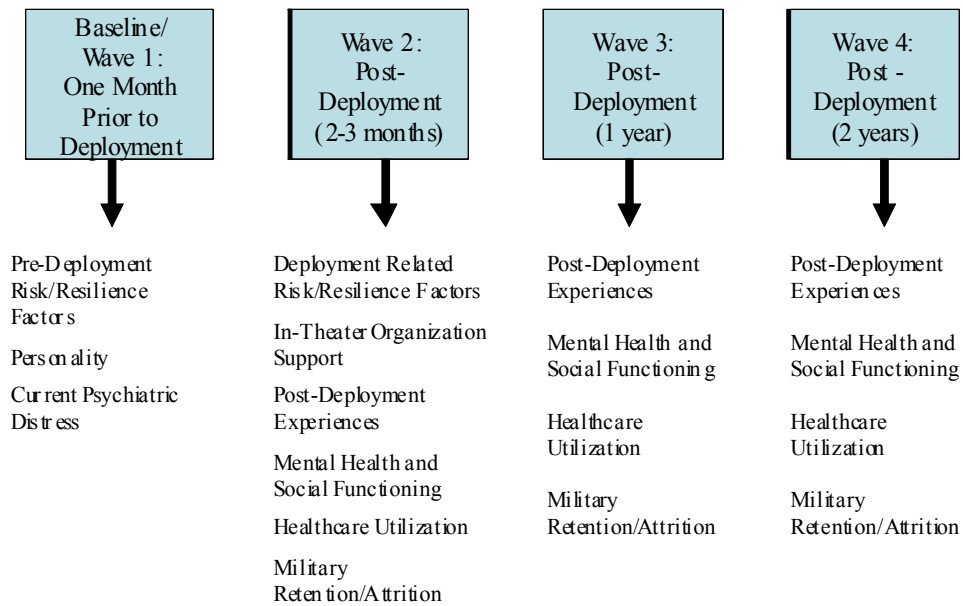 Baseline/
Wave 1:
One Month
Prior to
Deployment
Wave 2:
Post-
Deployment
(2-3 months)
Wave 3:
Post-
Deployment
(1 year)
Wave 4:
Post -
Deployment
(2 years)
Pre-Deployment
Risk/Resilience
Factors
Personality
Current Psychiatric
Distress
Deployment Related
Risk/Resilience Factors
In-Theater Organization
Support
Post-Deployment
Experiences
Mental Health and
Social Functioning
Healthcare Utilization
Military
Retention/Attrition
Post-Deployment
Experiences
Mental Health and
Social Functioning
Healthcare
Utilization
Military
Retention/Attrition
Post-Deployment
Experiences
Mental Health and
Social Functioning
Healthcare
Utilization
Military
Retention/Attrition